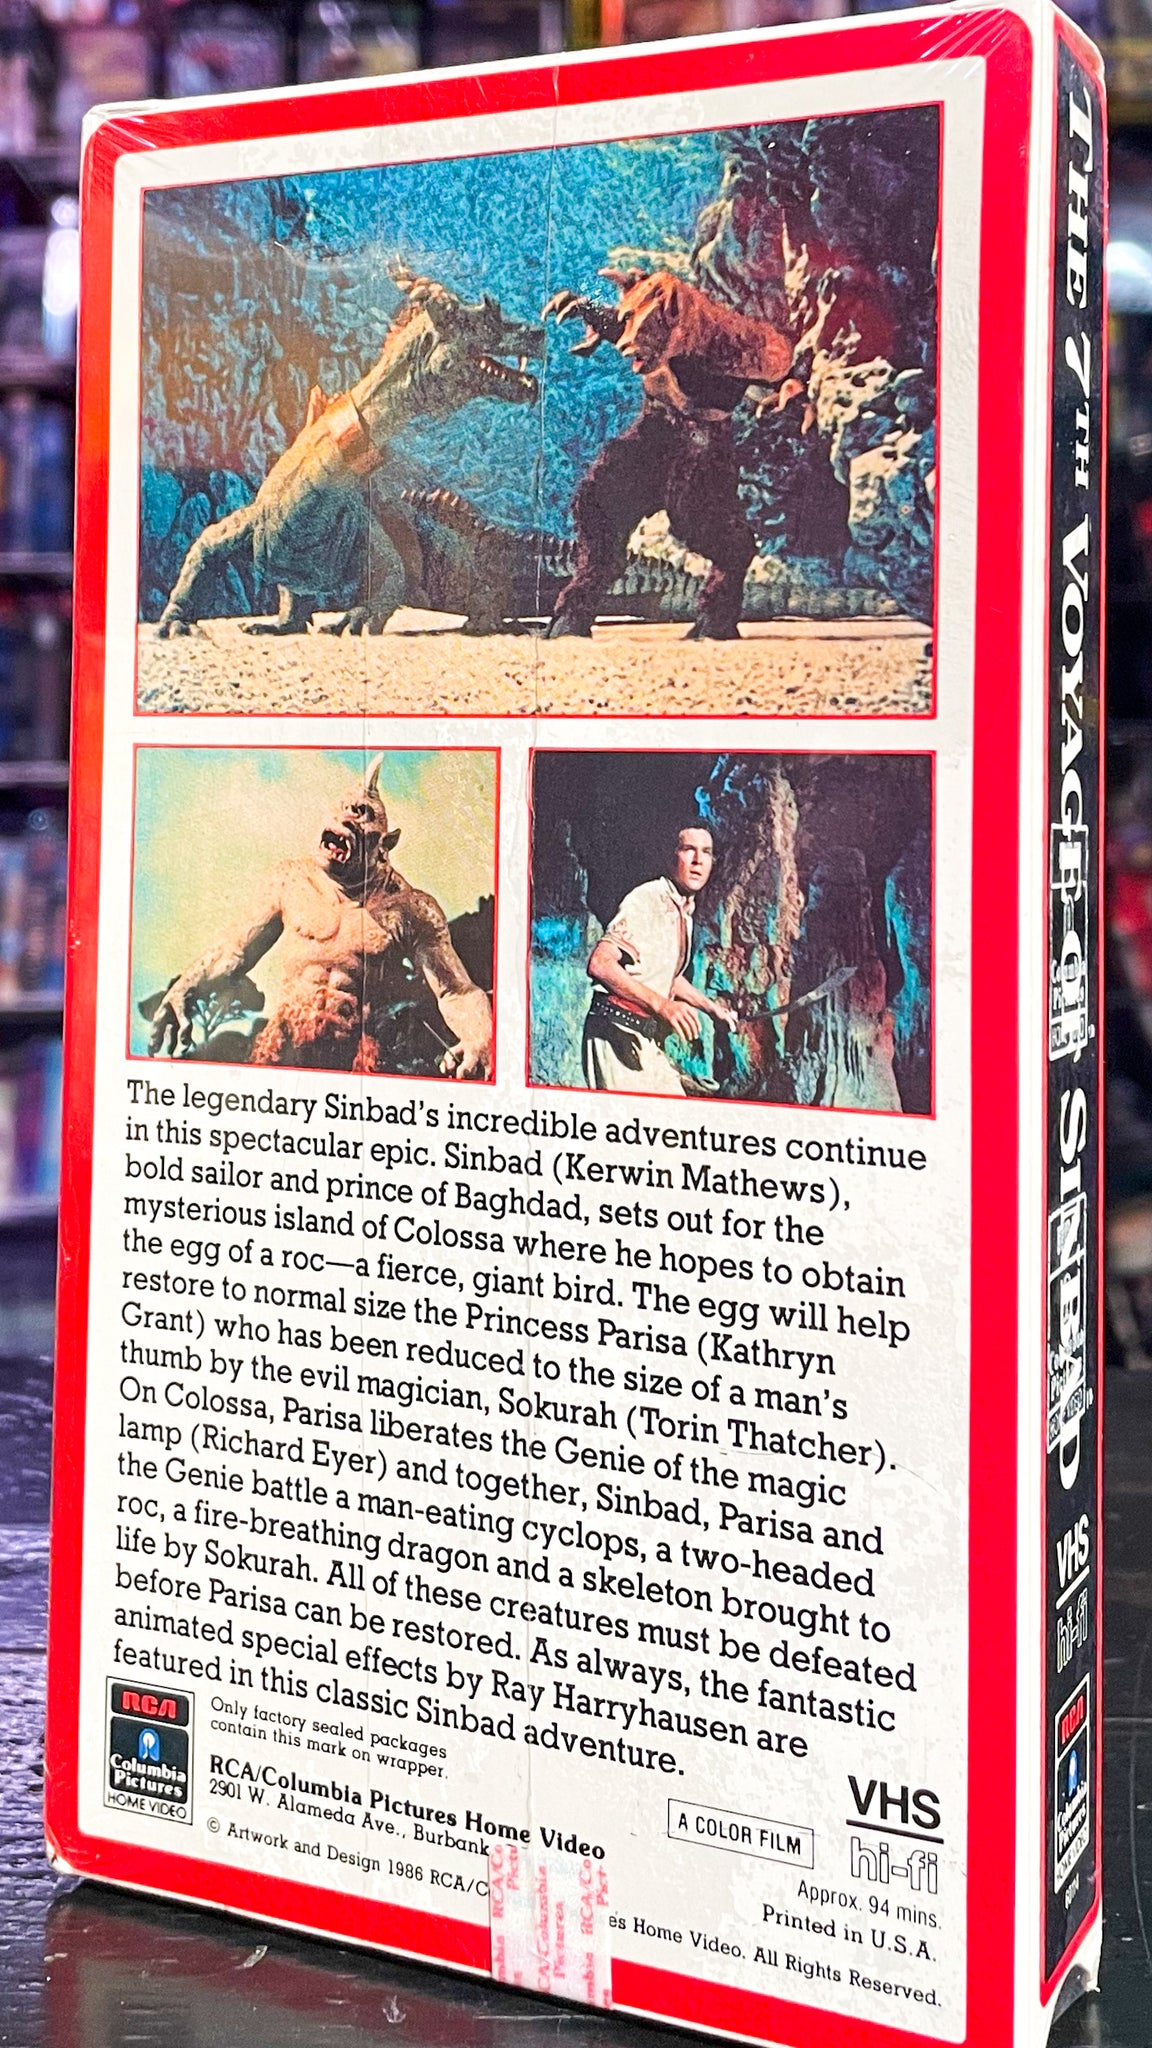 The legendary Sinbad's incredible adventures continue
in this spectacular epic. Sinbad (Kerwin Mathews),
bold sailor and prince of Baghdad, sets out for the
mysterious island of Colossa where he hopes to obtain
the egg of a roc—a fierce, giant bird. The egg will help
restore to normal size the Princess Parisa (Kathryn
Grant) who has been reduced to the size of a man's
thumb by the evil magician, Sokurah (Torin Thatcher).
On Colossa, Parisa liberates the Genie of the magic
lamp (Richard Eyer) and together, Sinbad, Parisa and
the Genie battle a man-eating cyclops, a two-headed
roc, a fire-breathing dragon and a skeleton brought to
life by Sokurah. All of these creatures must be defeated
before Parisa can be restored. As always, the fantastic
animated special effects by Ray Harryhausen are
featured in this classic Sinbad adventure.
RCA
Columbia
Pictures
HOME VIDEO
Only factory sealed packages
contain this mark on wrapper.
RCA/Columbia Pictures Home Video
2901 W. Alameda Ave., Burbank
© Artwork and Design 1986 RCA/C
es Home Video. All Rights Reserved.
A COLOR FILM
VHS
hi-fi
Approx. 94 mins.
Printed in U.S.A.
THE 7TH VOYAGE OF SINBAD
VHS
hi-fi
RCA
Columbia
Pictures
HOME VIDEO